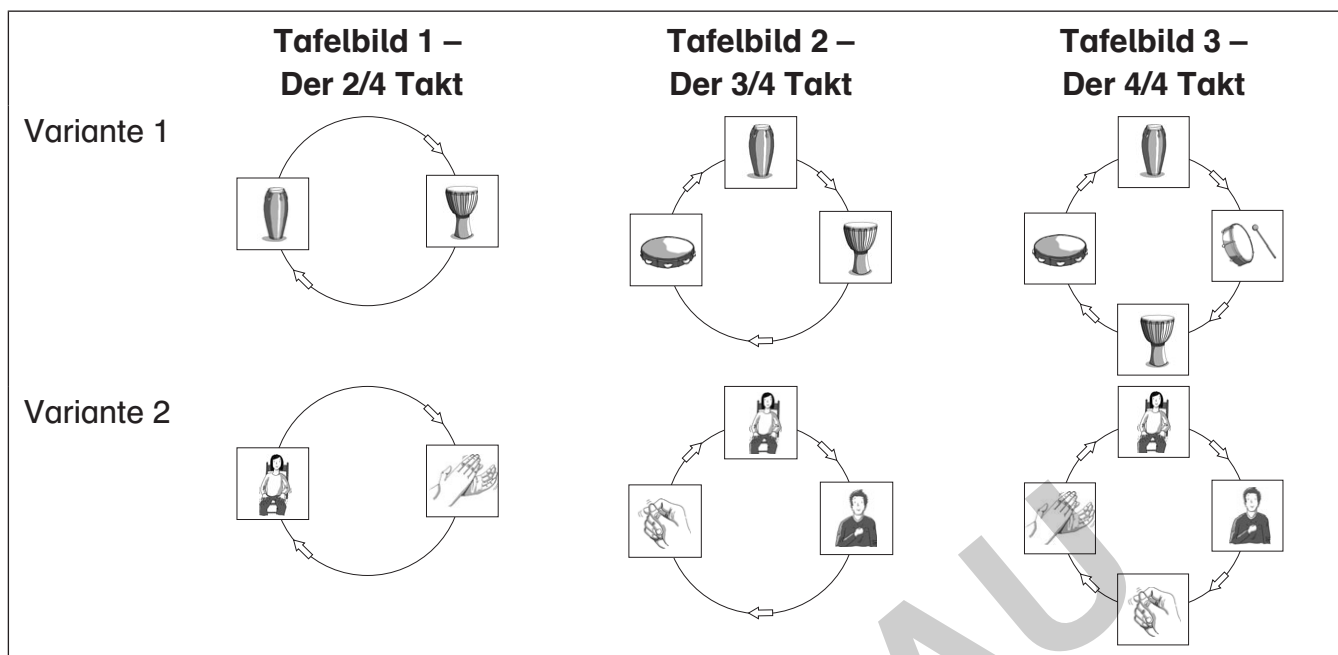 Tafelbild 1 –
Der 2/4 Takt
Tafelbild 2 –
Der 3/4 Takt
Tafelbild 3 –
Der 4/4 Takt
Variante 1
Variante 2
AU